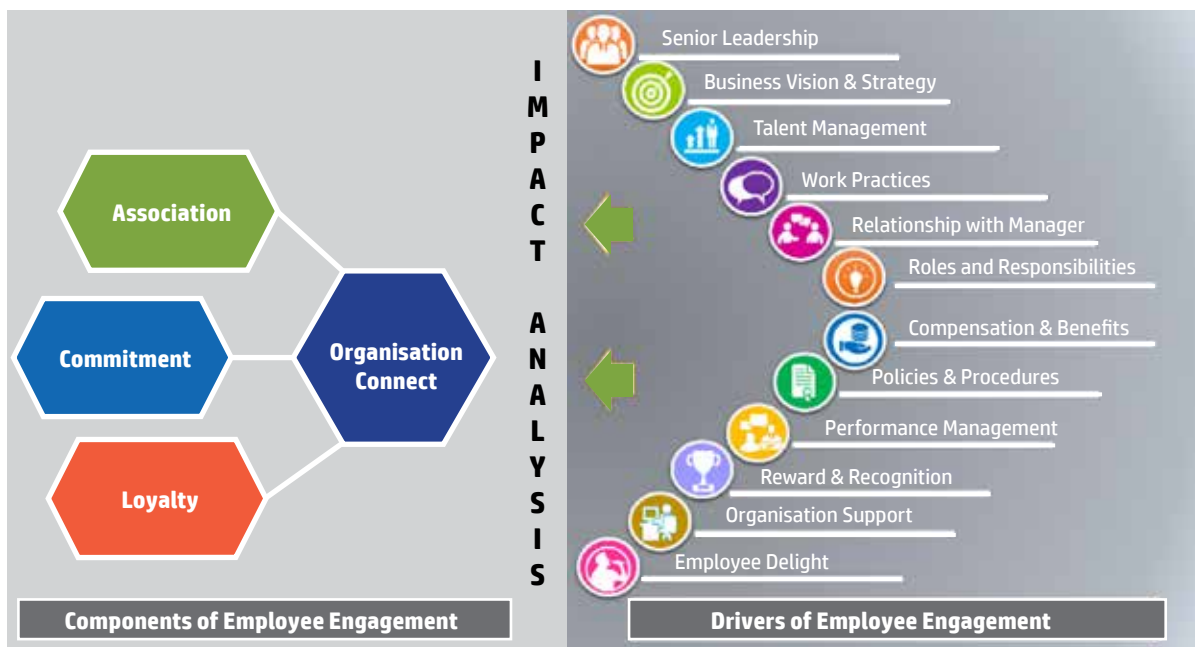 Association
Commitment
Loyalty
Organisation
Connect
Components of Employee Engagement
IMPACT ANALYSIS
Senior Leadership
Business Vision & Strategy
Talent Management
Work Practices
Relationship with Manager
Roles and Responsibilities
Compensation & Benefits
Policies & Procedures
Performance Management
Reward & Recognition
Organisation Support
Employee Delight
Drivers of Employee Engagement